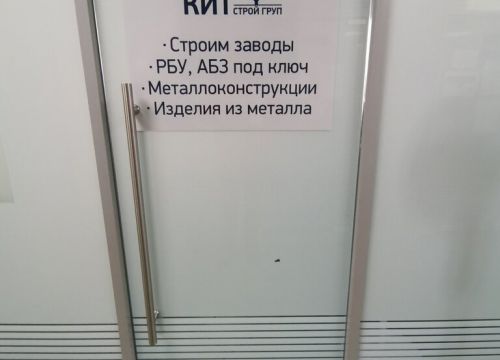 КИТ СТРОЙ ГРУП
· Строим заводы
· РБУ, АБЗ под ключ
· Металлоконструкции
· Изделия из металла